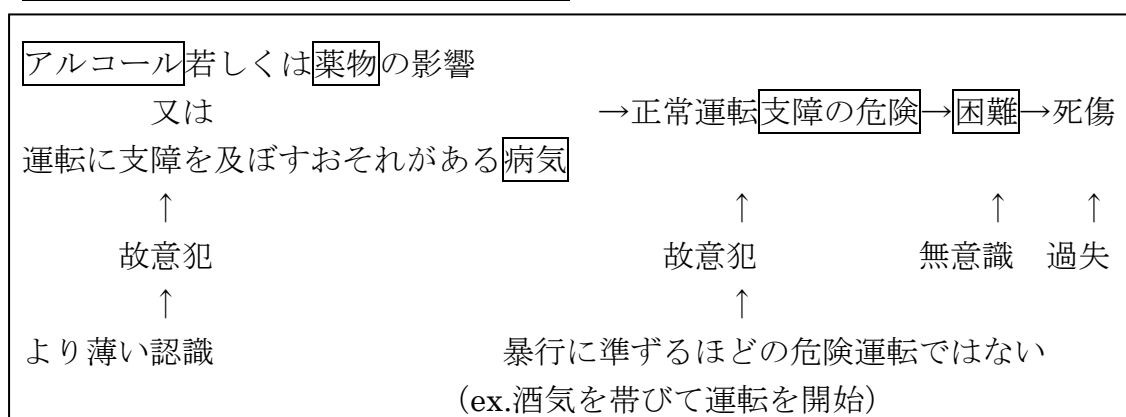 アルコール若しくは薬物の影響
又は →正常運転支障の危険→困難→死傷
運転に支障を及ぼすおそれがある病気
↑ ↑ ↑ ↑
故意犯 故意犯 無意識 過失
↑ ↑
より薄い認識 暴行に準ずるほどの危険運転ではない
（ex.酒気を帯びて運転を開始）